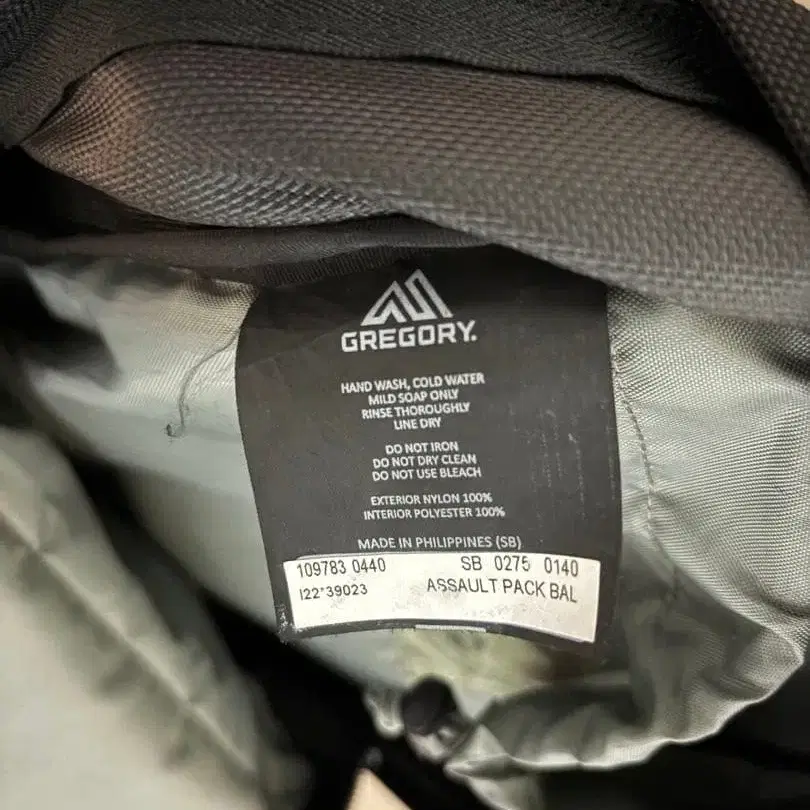 GREGORY.
HAND WASH, COLD WATER
MILD SOAP ONLY
RINSE THOROUGHLY
LINE DRY
DO NOT IRON
DO NOT DRY CLEAN
DO NOT USE BLEACH
EXTERIOR NYLON 100%
INTERIOR POLYESTER 100%
MADE IN PHILIPPINES (SB)
109783 0440 SB 0275 0140
I22*39023 ASSAULT PACK BAL